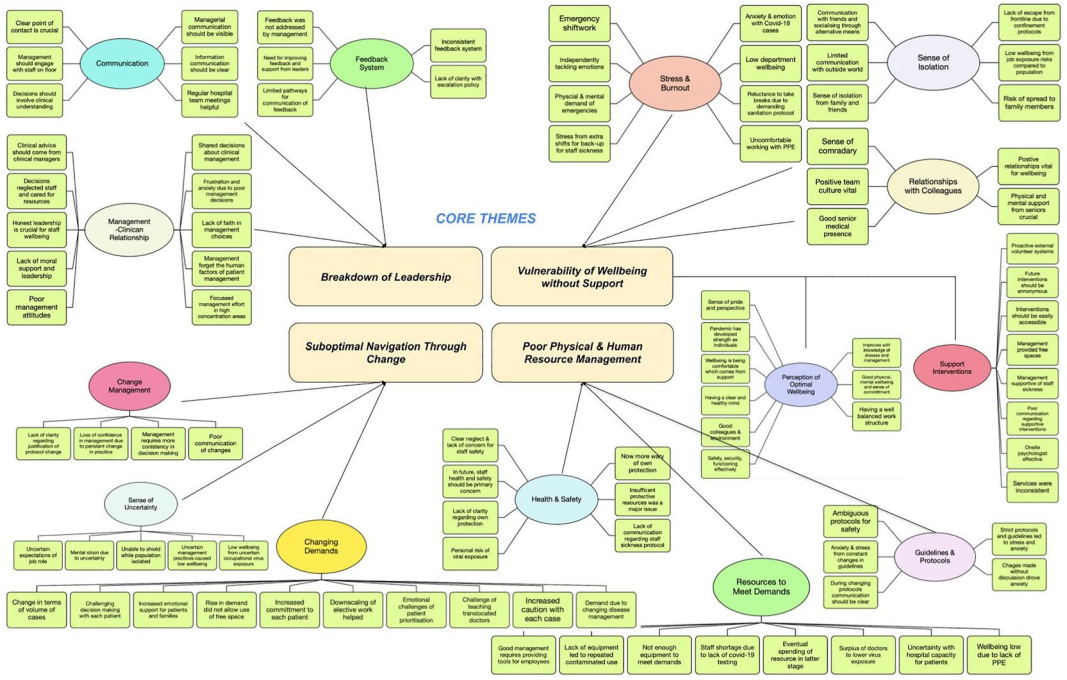 Clear point of
contact is crucial
Management
should engage
with staff on floor
Decisions should
involve clinical
understanding
Communication
Managerial
communication
should be visible
Information
communication
should be clear
Regular hospital
team meetings
helpful
Feedback was
not addressed
by management
Need for improving
feedback and
support from leaders
Limited pathways
for
communication of
feedback
Feedback
System
Inconsistent
feedback system
Lack of clarity with
escalation policy
Emergency
shiftwork
Independently
tackling emotions
Physcial & mental
demand of
emergencies
Stress from extra
shifts for back-up
for staff sickness
Stress &
Burnout
Anxiety & emotion
with Covid-19
cases
Low department
wellbeing
Reluctance to take
breaks due to
demanding
sanitation protocol
Uncomfortable
working with PPE
Communication
with friends and
socialising through
alternative means
Limited
communication
with outside world
Sense of isolation
from family and
friends
Sense of
Isolation
Lack of escape from
frontline due to
confinement
protocols
Low wellbeing from
job exposure risks
compared to
population
Risk of spread to
family members
Clinical advice
should come from
clinical managers
Decisions
neglected staff
and cared for
resources
Honest leadership
is crucial for staff
wellbeing
Lack of moral
support and
leadership
Poor
management
attitudes
Management
-Clinican
Relationship
Shared decisions
about clinical
management
Frustration and
anxiety due to poor
management
decisions
Lack of faith in
management
choices
Management
forget the human
factors of patient
management
Focussed
management effort
in high
concentration areas
Sense of
comradary
Positive team
culture vital
Good senior
medical
presence
Relationships
with Colleagues
Postive
relationships vital
for wellbeing
Physical and
mental support
from seniors
crucial
CORE THEMES
Breakdown of Leadership
Vulnerability of Wellbeing
without Support
Suboptimal Navigation Through
Change
Poor Physical & Human
Resource Management
Sense of pride
and perspective
Pandemic has
developed
strength as
individuals
Wellbeing is being
comfortable
which comes from
support
Having a clear and
healthy mind
Good
colleagues &
environment
Safety, security,
functioning
effectively
Perception of
Optimal
Wellbeing
Improves with
knowledge of
disease and
management
Good physical,
mental wellbeing
and sense of
commitment
Having a well
balanced work
structure
Support
Interventions
Proactive external
volunteer systems
Future
interventions
should be
annonymous
Interventions
should be easily
accessible
Management
provided free
spaces
Management
supportive of staff
sickness
Poor
communication
regarding
supportive
interventions
Onsite
psychologist
effective
Services were
inconsistent
Change
Management
Lack of clarity
regarding
justification of
protocol change
Loss of confidence
in management due
to persistent change
in practice
Management
requires more
consistency in
decision making
Poor
communication
of changes
Sense of
Uncertainty
Uncertain
expectations of
job role
Mental strain due
to uncertainty
Unable to shield
while population
isolated
Uncertain
management
practices caused
low wellbeing
Low wellbeing
from uncertain
occupational virus
exposure
Changing
Demands
Change in terms
of volume of
cases
Challenging
decision making
with each patient
Increased emotional
support for patients
and families
Rise in demand
did not allow use
of free space
Increased
commitment to
each patient
Downscaling of
elective work
helped
Emotional
challenges of
patient
prioritisation
Challenge of
teaching
translocated
doctors
Increased
caution with
each case
Demand due to
changing disease
management
Clear neglect &
lack of concern for
staff safety
In future, staff
health and safety
should be primary
concern
Lack of clarity
regarding own
protection
Personal risk of
viral exposure
Health & Safety
Now more wary
of own
protection
Insufficent
protective
resources was a
major issue
Lack of
communication
regarding staff
sickness protocol
Ambiguous
protocols for
safety
Anxiety & stress
from constant
changes in
guidelines
During changing
protocols
communication
should be clear
Guidelines &
Protocols
Strict protocols
and guidelines led
to stress and
anxiety
Chages made
without
discussion drove
anxiety
Resources to
Meet Demands
Good management
requires providing
tools for employees
Lack of equipment
led to repeated
contaminated use
Not enough
equipment to
meet demands
Staff shortage due
to lack of covid-19
testing
Eventual
spending of
resource in latter
stage
Surplus of doctors
to lower virus
exposure
Uncertainty with
hospital capacity
for patients
Wellbeing low
due to lack of
PPE